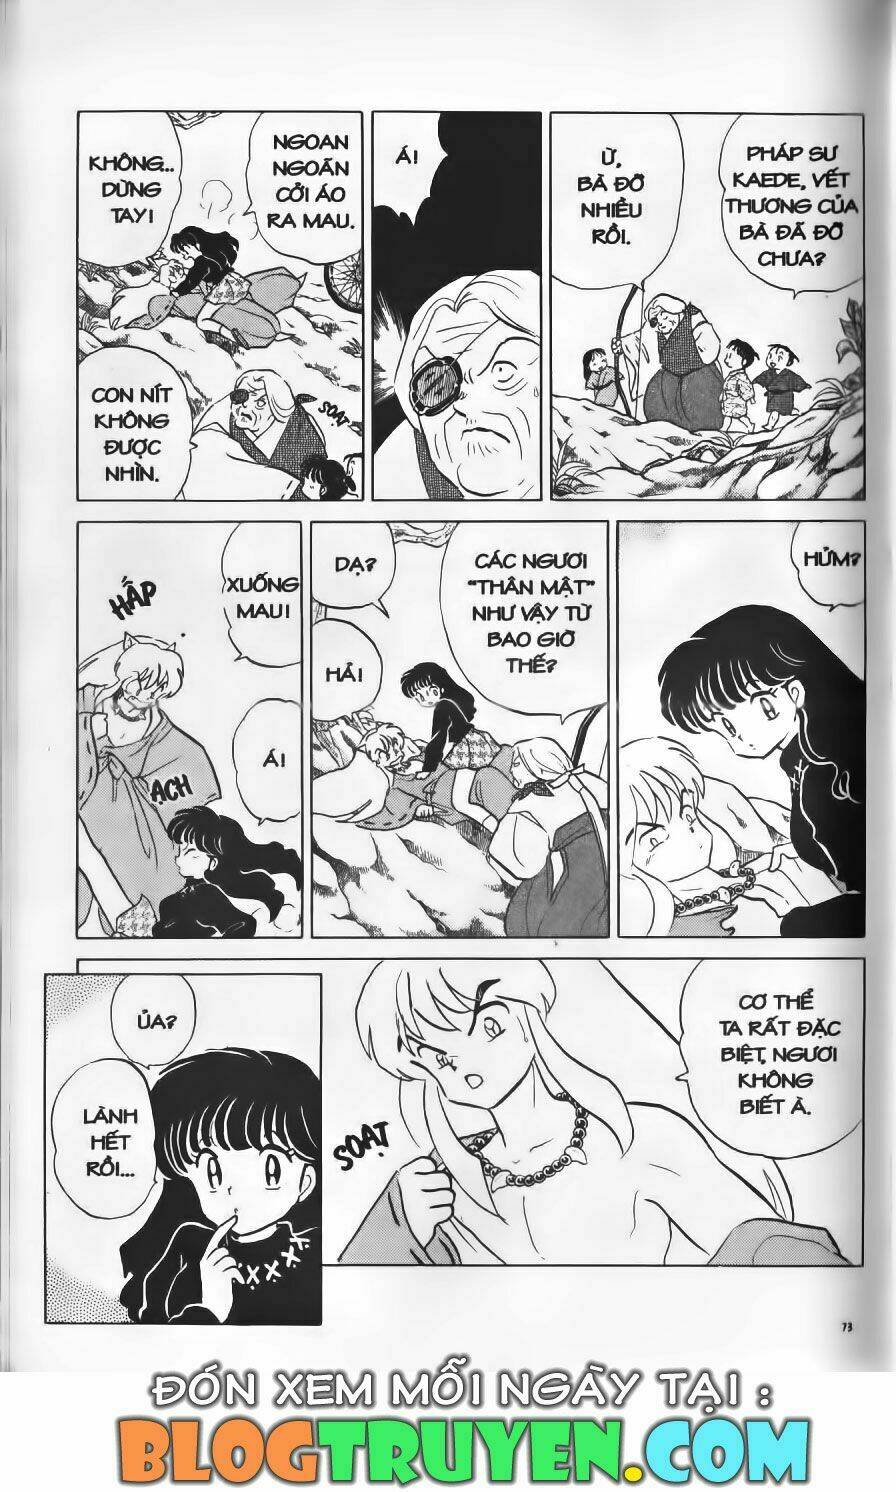 PHÁP SƯ
KAEDE, VẾT
THƯƠNG CỦA
BÀ ĐÃ ĐỠ
CHƯA?
Ừ,
BÀ ĐỠ
NHIỀU
RỒI.
Á!
NGOAN
NGOÃN
CỞI ÁO
RA MAU.
KHÔNG...
DỪNG
TAY!
CON NÍT
KHÔNG
ĐƯỢC
NHÌN.
SOẠT
HỬM?
CÁC NGƯƠI
“THÂN MẬT”
NHƯ VẬY TỪ
BAO GIỜ
THẾ?
DẠ?
HẢ!
XUỐNG
MAU!
HẤP
Á!
ẠCH
CƠ THỂ
TA RẤT ĐẶC
BIỆT, NGƯƠI
KHÔNG
BIẾT À.
SOẠT
ỦA?
LÀNH
HẾT
RỒI...
73
ĐÓN XEM MỖI NGÀY TẠI :
BLOGTRUYEN.COM